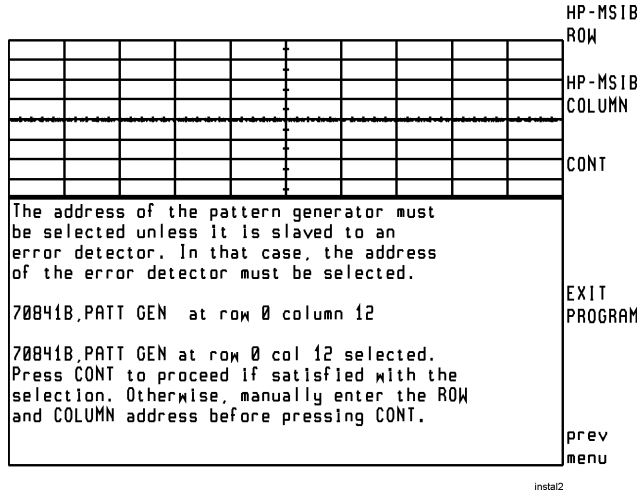 HP-MSIB
ROW
HP-MSIB
COLUMN
CONT
The address of the pattern generator must
be selected unless it is slaved to an
error detector. In that case, the address
of the error detector must be selected.
70841B,PATT GEN at row 0 column 12
EXIT
PROGRAM
70841B,PATT GEN at row 0 col 12 selected.
Press CONT to proceed if satisfied with the
selection. Otherwise, manually enter the ROW
and COLUMN address before pressing CONT.
prev
menu
instal2